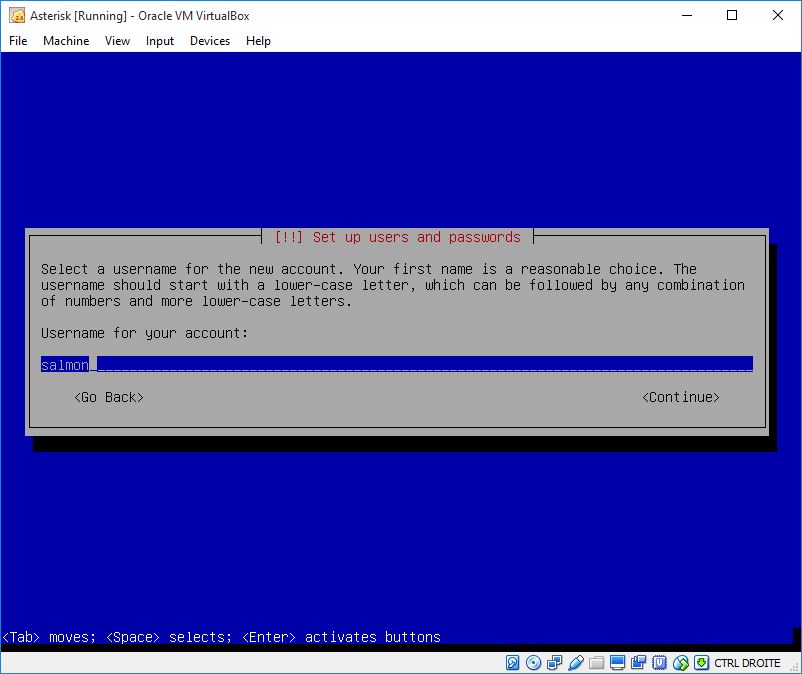 Asterisk [Running] - Oracle VM VirtualBox
File Machine View Input Devices Help
[!!] Set up users and passwords
Select a username for the new account. Your first name is a reasonable choice. The
username should start with a lower-case letter, which can be followed by any combination
of numbers and more lower-case letters.
Username for your account:
salmon
<Go Back> <Continue>
<Tab> moves; <Space> selects; <Enter> activates buttons
CTRL DROITE